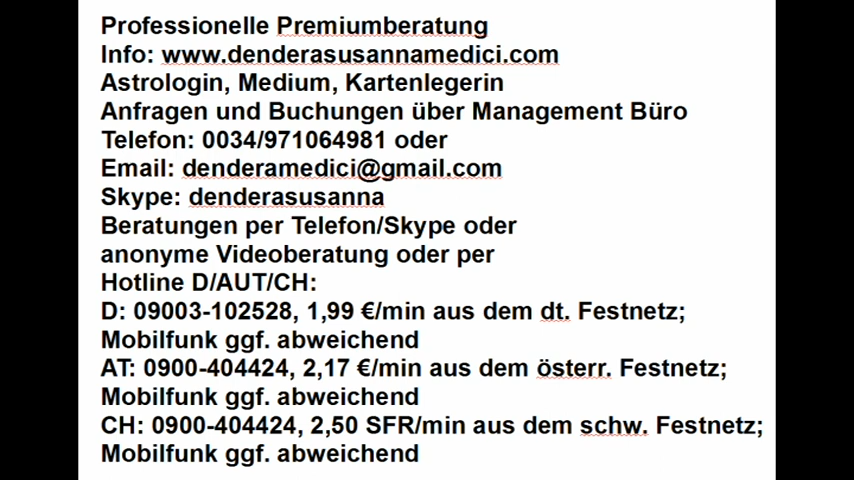 Professionelle Premiumberatung
Info: www.denderasusannamedici.com
Astrologin, Medium, Kartenlegerin
Anfragen und Buchungen über Management Büro
Telefon: 0034/971064981 oder
Email: denderamedici@gmail.com
Skype: denderasusanna
Beratungen per Telefon/Skype oder
anonyme Videoberatung oder per
Hotline D/AUT/CH:
D: 09003-102528, 1,99 €/min aus dem dt. Festnetz;
Mobilfunk ggf. abweichend
AT: 0900-404424, 2,17 €/min aus dem österr. Festnetz;
Mobilfunk ggf. abweichend
CH: 0900-404424, 2,50 SFR/min aus dem schw. Festnetz;
Mobilfunk ggf. abweichend